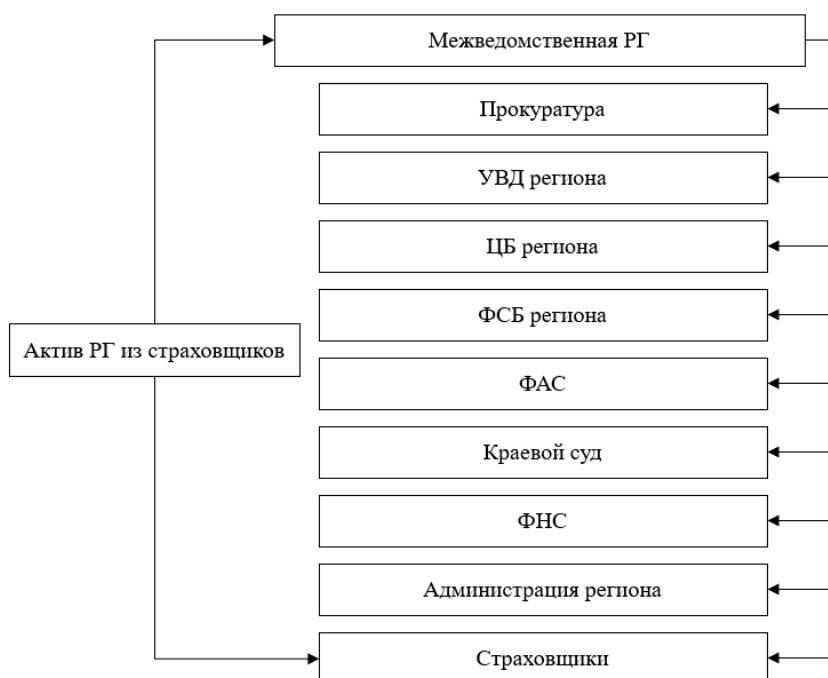 Межведомственная РГ
Прокуратура
УВД региона
ЦБ региона
ФСБ региона
Актив РГ из страховщиков
ФАС
Краевой суд
ФНС
Администрация региона
Страховщики